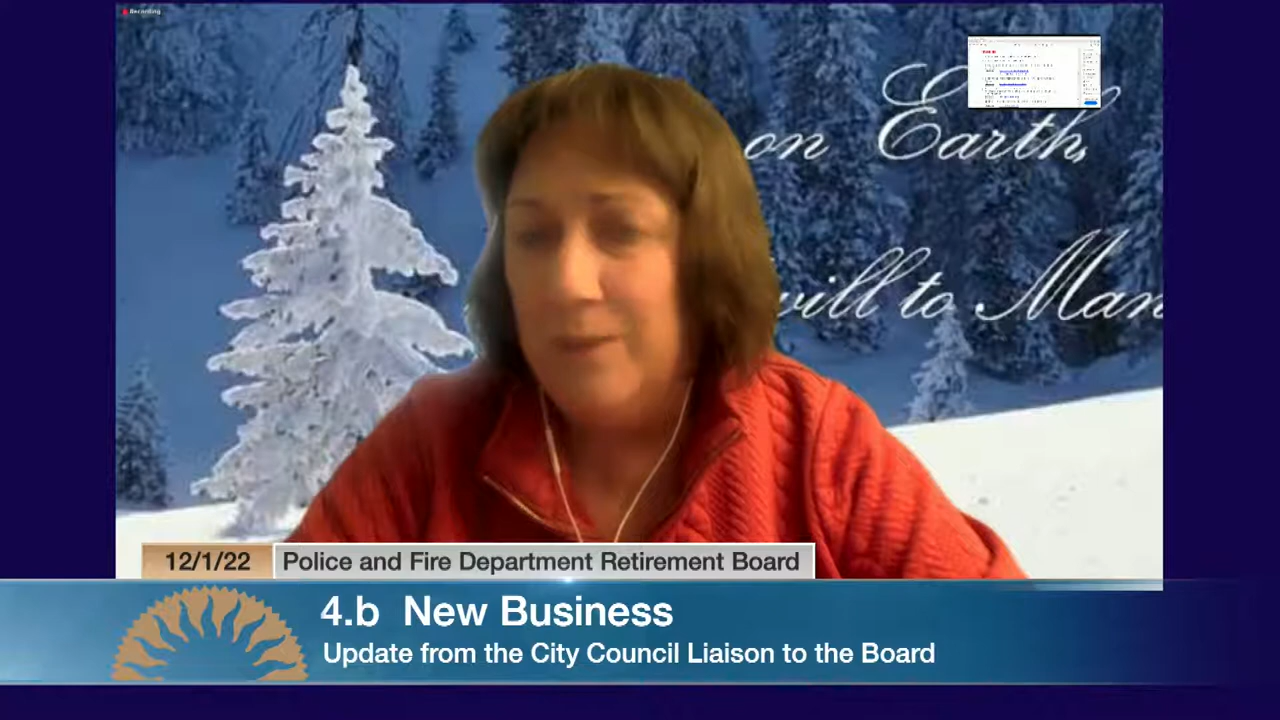 Recording
on Earth,
will to Man
12/1/22 Police and Fire Department Retirement Board
4.b New Business
Update from the City Council Liaison to the Board